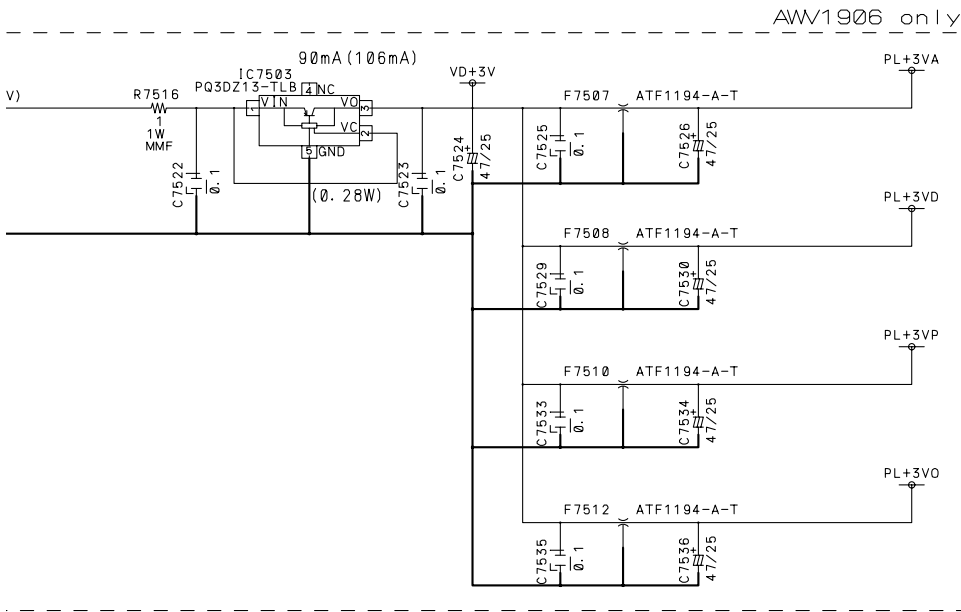 AWV1906 only
90mA(106mA)
IC7503
PQ3DZ13-TLB
4 NC
VIN
VO
1
3
VC
2
5 GND
(0.28W)
V)
R7516
1
1W
MMF
C7522
0.1
C7523
0.1
VD+3V
C7524
+
47/25
F7507 ATF1194-A-T
PL+3VA
C7525
0.1
C7526
+
47/25
F7508 ATF1194-A-T
PL+3VD
C7529
0.1
C7530
+
47/25
F7510 ATF1194-A-T
PL+3VP
C7533
0.1
C7534
+
47/25
F7512 ATF1194-A-T
PL+3VO
C7535
0.1
C7536
+
47/25